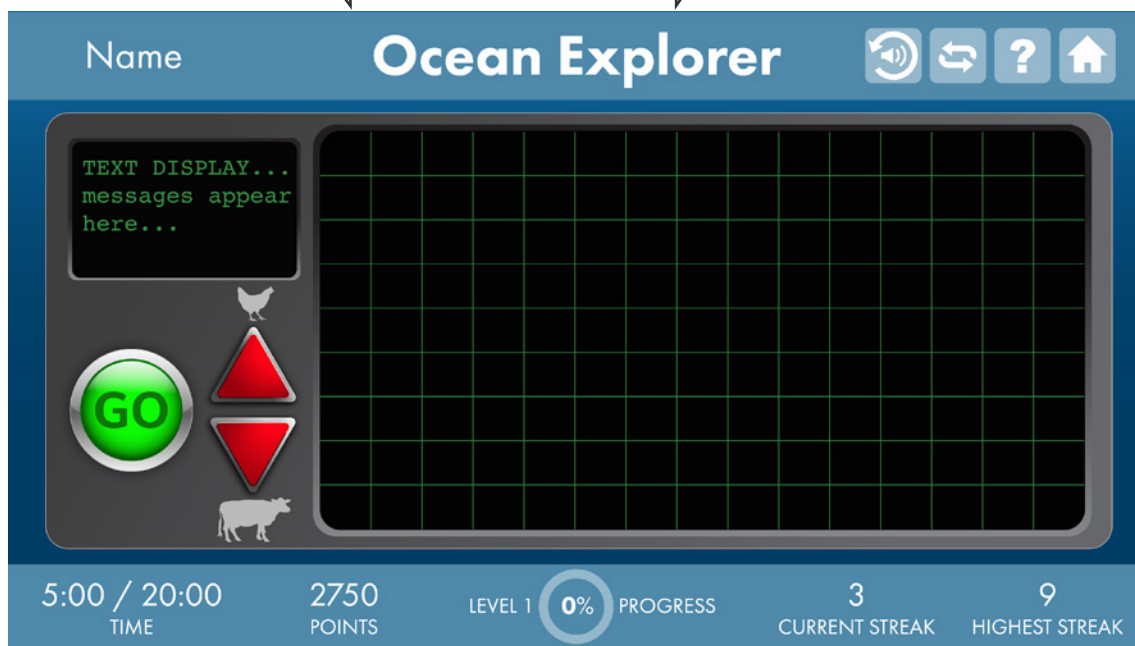 Name
Ocean Explorer
?
TEXT DISPLAY...
messages appear
here...
GO
5:00 / 20:00
TIME
2750
POINTS
LEVEL 1
0%
PROGRESS
3
CURRENT STREAK
9
HIGHEST STREAK